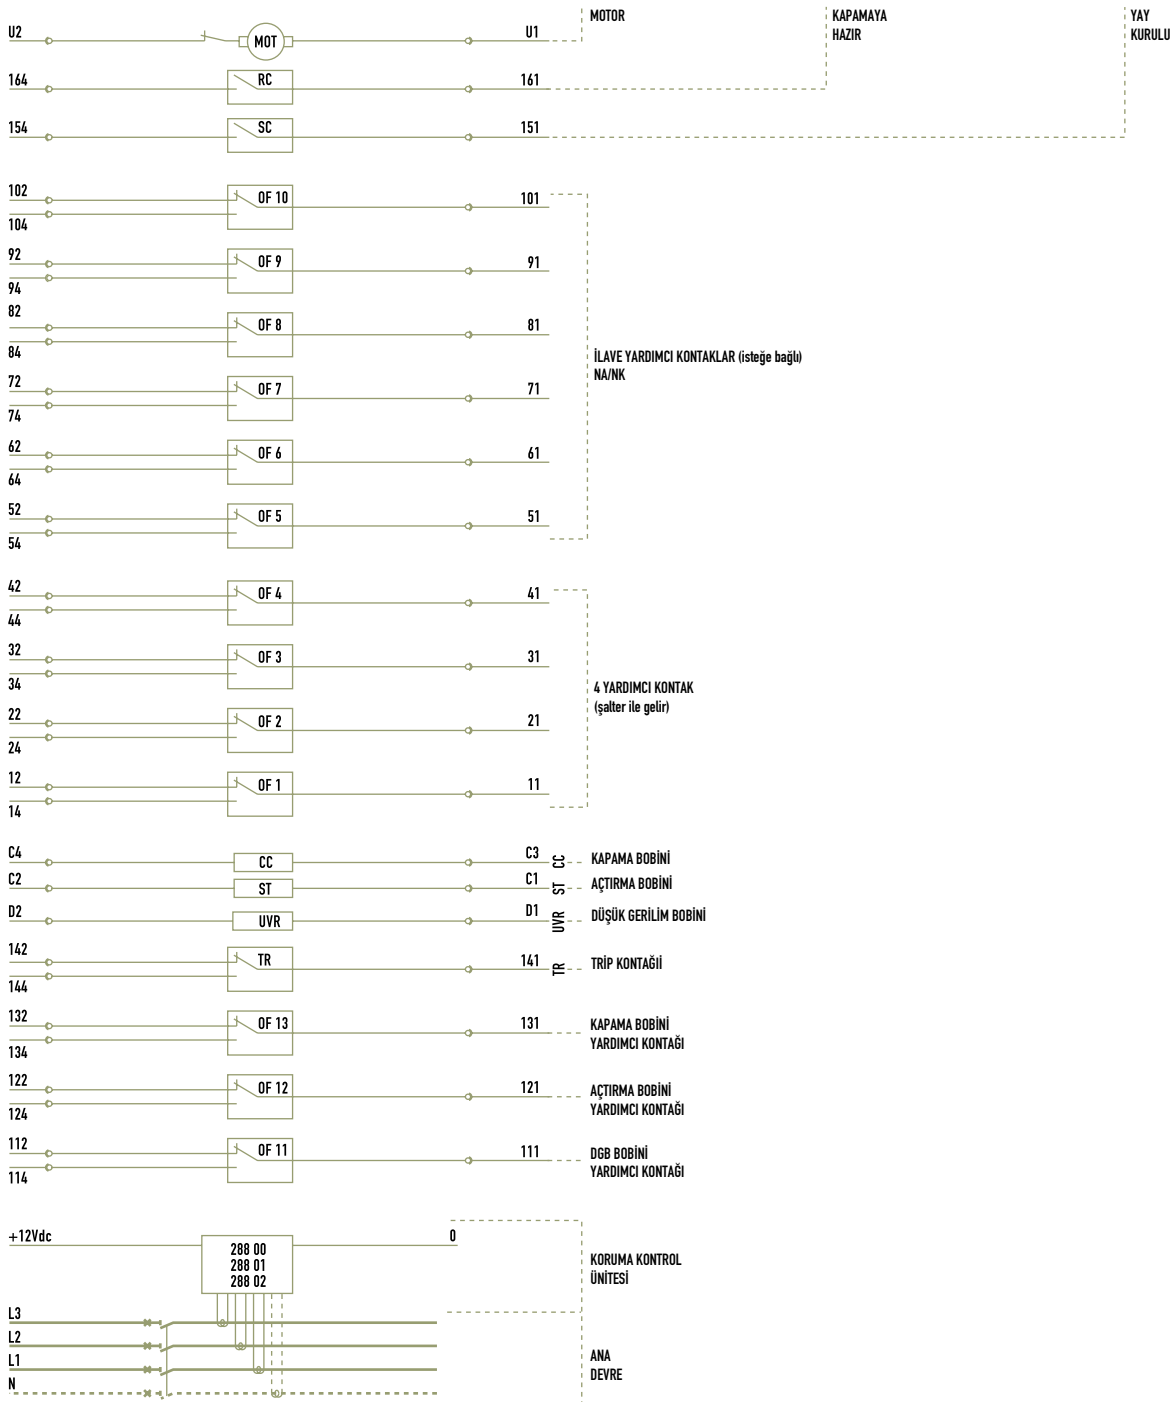 U2 MOT U1 MOTOR KAPAMAYA YAY
HAZIR KURULU
164 RC 161
154 SC 151
102 OF 10 101
104
92 OF 9 91
94
82 OF 8 81
84
İLAVE YARDIMCI KONTAKLAR (isteğe bağlı)
NA/NK
72 OF 7 71
74
62 OF 6 61
64
52 OF 5 51
54
42 OF 4 41
44
32 OF 3 31
34
4 YARDIMCI KONTAK
(şalter ile gelir)
22 OF 2 21
24
12 OF 1 11
14
C4 CC C3 CC KAPAMA BOBİNİ
C2 ST C1 ST AÇTIRMA BOBİNİ
D2 UVR D1 UVR DÜŞÜK GERİLİM BOBİNİ
142 TR 141 TR TRİP KONTAĞIİ
144
132 OF 13 131 KAPAMA BOBİNİ
134 YARDIMCI KONTAĞI
122 OF 12 121 AÇTIRMA BOBİNİ
124 YARDIMCI KONTAĞI
112 OF 11 111 DGB BOBİNİ
114 YARDIMCI KONTAĞI
+12Vdc 288 00 0
288 01
288 02
KORUMA KONTROL
ÜNİTESİ
L3
L2
L1
N
ANA
DEVRE